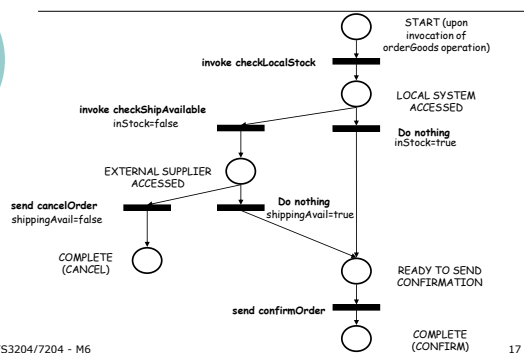 START (upon
invocation of
orderGoods operation)
invoke checkLocalStock
LOCAL SYSTEM
ACCESSED
invoke checkShipAvailable
inStock=false
Do nothing
inStock=true
EXTERNAL SUPPLIER
ACCESSED
Do nothing
shippingAvail=true
send cancelOrder
shippingAvail=false
COMPLETE
(CANCEL)
READY TO SEND
CONFIRMATION
send confirmOrder
COMPLETE
(CONFIRM)
S3204/7204 - M6
17